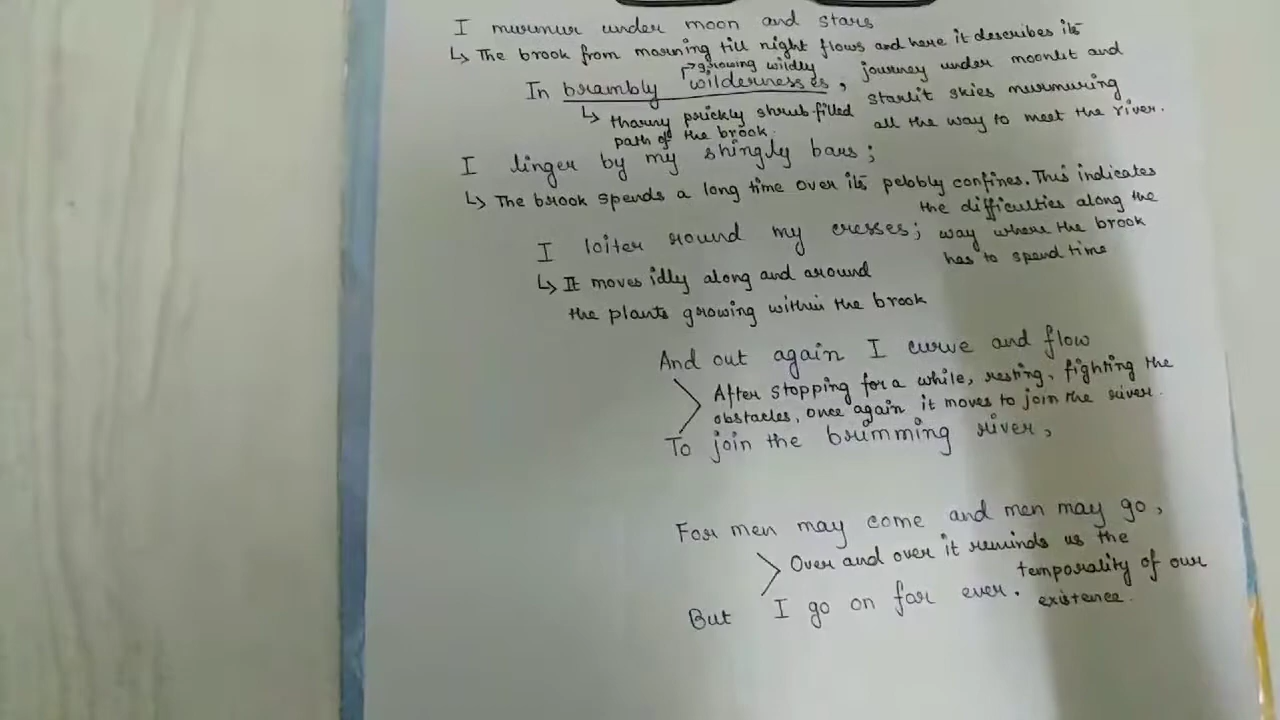 I murmur under moon and stars
↳ The brook from morning till night flows and here it describes its
journey under moonlit and
starlit skies murmuring
all the way to meet the river.
growing wildly
In brambly wildernesses,
↳ thorny prickly shrub filled
path of the brook.
I linger by my shingly bars;
↳ The brook spends a long time over its pebbly confines. This indicates
the difficulties along the
way where the brook
has to spend time
I loiter round my cresses;
↳ It moves idly along and around
the plants growing within the brook
And out again I curve and flow
After stopping for a while, resting, fighting the
obstacles, once again it moves to join the river.
To join the brimming river,
For men may come and men may go,
Over and over it reminds us the
temporality of our
existence.
But I go on for ever.